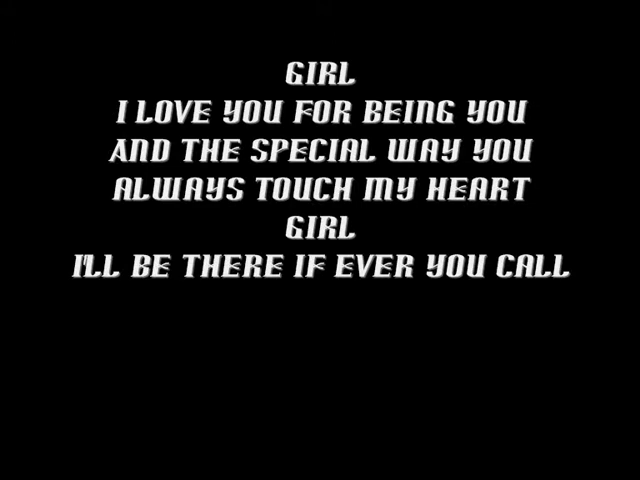 GIRL
I LOVE YOU FOR BEING YOU
AND THE SPECIAL WAY YOU
ALWAYS TOUCH MY HEART
GIRL
I'LL BE THERE IF EVER YOU CALL